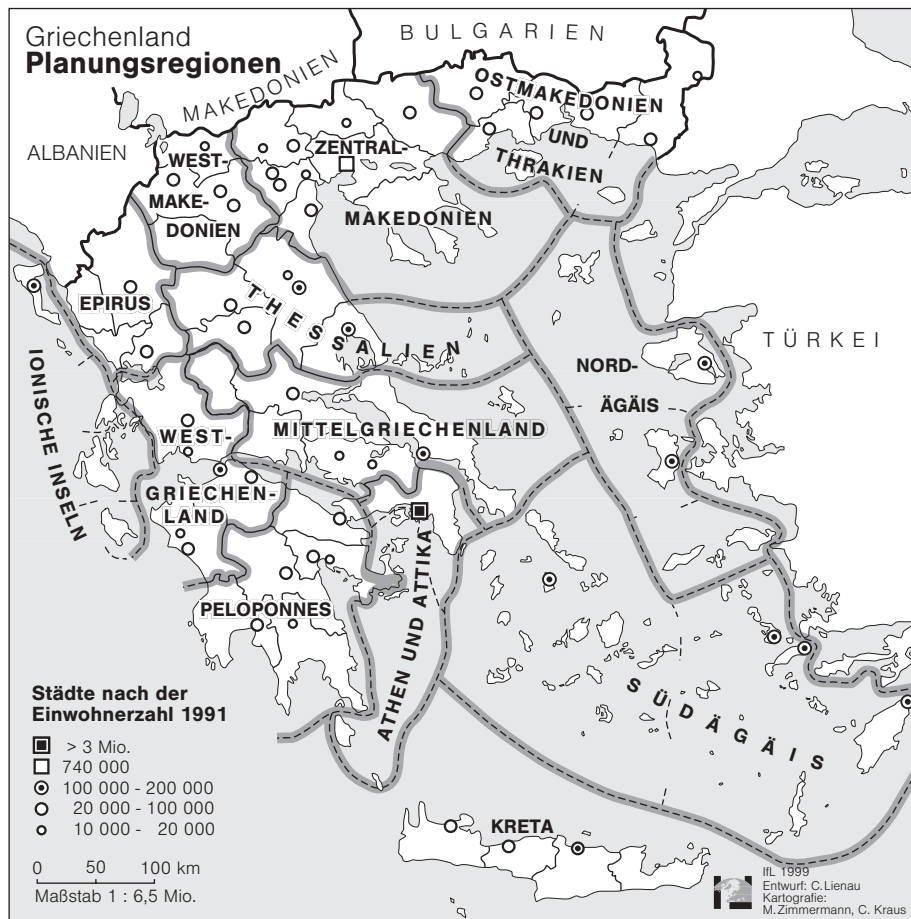 Griechenland
Planungsregionen
BULGARIEN
MAKEDONIEN
ALBANIEN
OSTMAKEDONIEN
UND
THRAKIEN
WEST-
MAKE-
DONIEN
ZENTRAL-
MAKEDONIEN
EPIRUS
THESSALIEN
TÜRKEI
IONISCHE INSELN
NORD-
ÄGÄIS
WEST-
GRIECHEN-
LAND
MITTELGRIECHENLAND
PELOPONNES
ATHEN UND ATTIKA
SÜDÄGÄIS
KRETA
Städte nach der
Einwohnerzahl 1991
> 3 Mio.
740 000
100 000 - 200 000
20 000 - 100 000
10 000 - 20 000
0 50 100 km
Maßstab 1 : 6,5 Mio.
IfL 1999
Entwurf: C.Lienau
Kartografie:
M.Zimmermann, C. Kraus